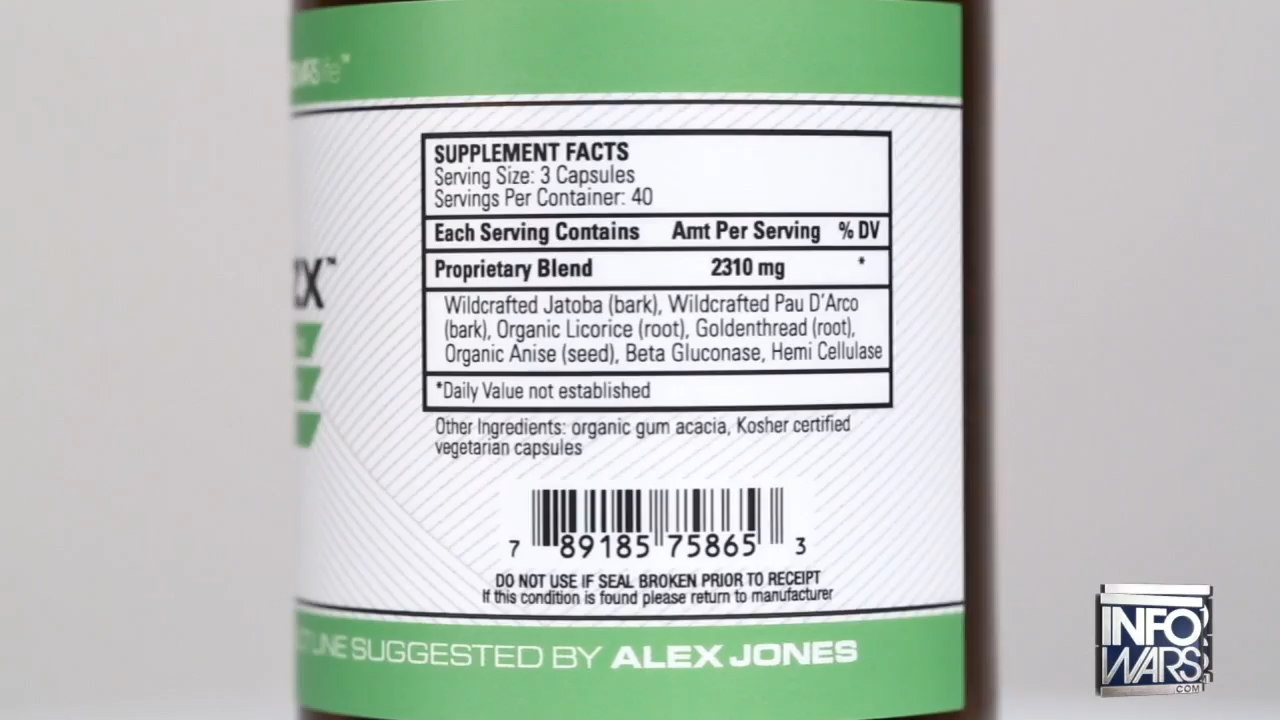 SUPPLEMENT FACTS
Serving Size: 3 Capsules
Servings Per Container: 40
Each Serving Contains Amt Per Serving % DV
Proprietary Blend 2310 mg *
Wildcrafted Jatoba (bark), Wildcrafted Pau D'Arco
(bark), Organic Licorice (root), Goldenthread (root),
Organic Anise (seed), Beta Gluconase, Hemi Cellulase
*Daily Value not established
Other Ingredients: organic gum acacia, Kosher certified
vegetarian capsules
7 89185 75865 3
DO NOT USE IF SEAL BROKEN PRIOR TO RECEIPT
If this condition is found please return to manufacturer
LINE SUGGESTED BY ALEX JONES
INFO
WARS
.COM